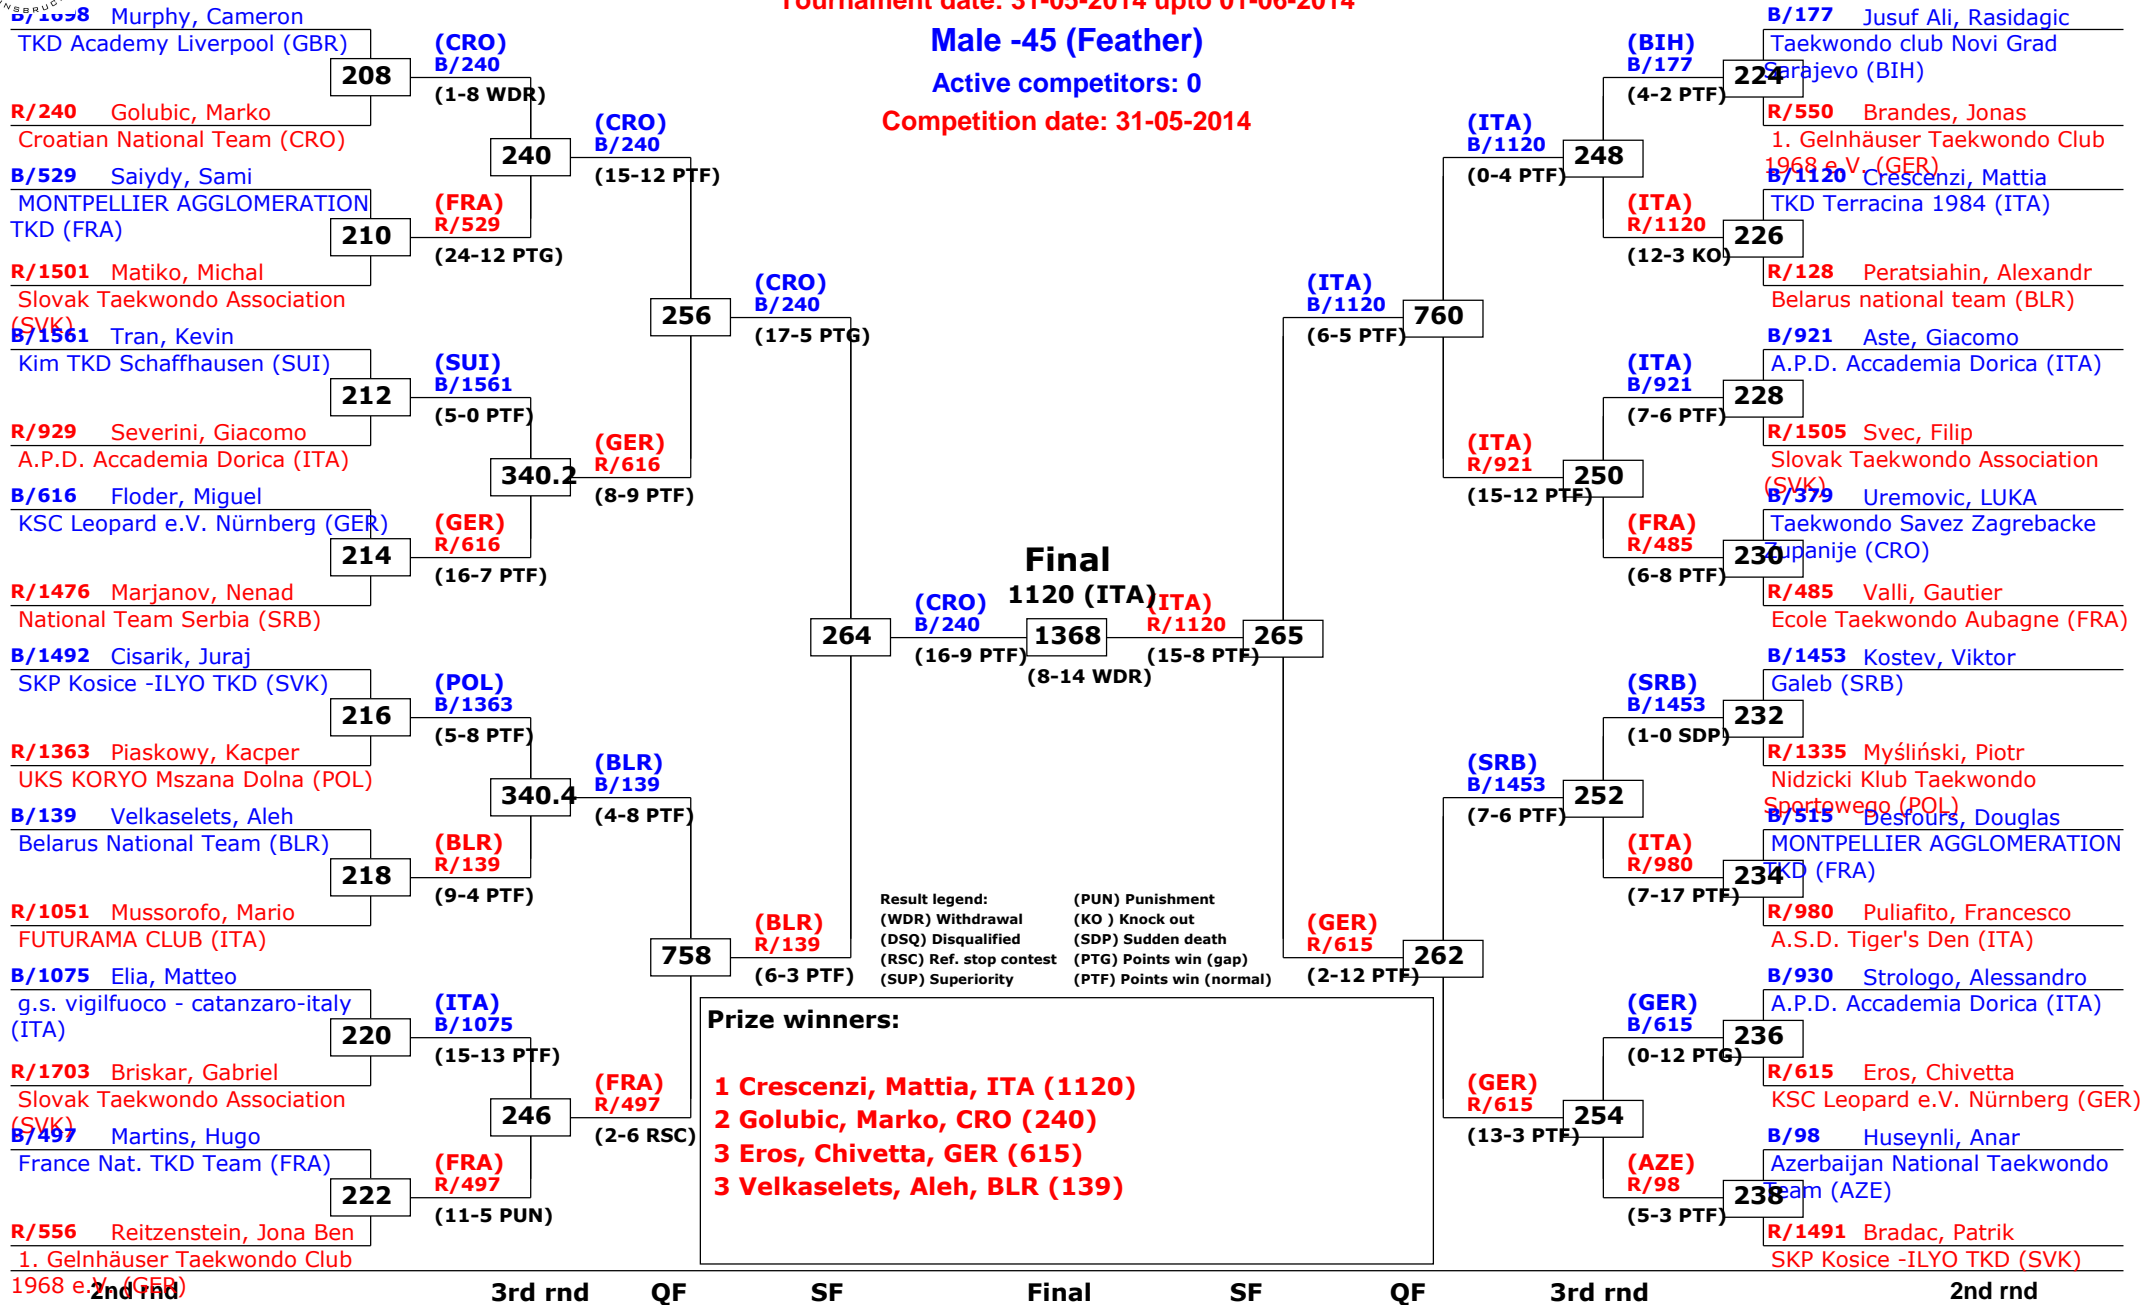 NNSBRUC
Tournament date: 31-05-2014 upto 01-06-2014
Male -45 (Feather)
Active competitors: 0
Competition date: 31-05-2014
B/1698 Murphy, Cameron
TKD Academy Liverpool (GBR)
208
R/240 Golubic, Marko
Croatian National Team (CRO)
B/529 Saiydy, Sami
MONTPELLIER AGGLOMERATION
TKD (FRA)
210
R/1501 Matiko, Michal
Slovak Taekwondo Association
(SVK)
B/1561 Tran, Kevin
Kim TKD Schaffhausen (SUI)
212
R/929 Severini, Giacomo
A.P.D. Accademia Dorica (ITA)
B/616 Floder, Miguel
KSC Leopard e.V. Nürnberg (GER)
214
R/1476 Marjanov, Nenad
National Team Serbia (SRB)
B/1492 Cisarik, Juraj
SKP Kosice -ILYO TKD (SVK)
216
R/1363 Piaskowy, Kacper
UKS KORYO Mszana Dolna (POL)
B/139 Velkaselets, Aleh
Belarus National Team (BLR)
218
R/1051 Mussorofo, Mario
FUTURAMA CLUB (ITA)
B/1075 Elia, Matteo
g.s. vigilfuoco - catanzaro-italy
(ITA)
220
R/1703 Briskar, Gabriel
Slovak Taekwondo Association
(SVK)
B/497 Martins, Hugo
France Nat. TKD Team (FRA)
222
R/556 Reitzenstein, Jona Ben
1. Gelnhäuser Taekwondo Club
1968 e.V. (GER)
(CRO)
B/240
(1-8 WDR)
240
(FRA)
R/529
(24-12 PTG)
(SUI)
B/1561
(5-0 PTF)
340.2
(GER)
R/616
(16-7 PTF)
(POL)
B/1363
(5-8 PTF)
340.4
(BLR)
R/139
(9-4 PTF)
(ITA)
B/1075
(15-13 PTF)
246
(FRA)
R/497
(11-5 PUN)
(CRO)
B/240
(15-12 PTF)
256
(GER)
R/616
(8-9 PTF)
(BLR)
B/139
(4-8 PTF)
758
(FRA)
R/497
(2-6 RSC)
(CRO)
B/240
(17-5 PTG)
264
(BLR)
R/139
(6-3 PTF)
(CRO)
B/240
(16-9 PTF)
Final
1120 (ITA)
1368
(8-14 WDR)
(ITA)
R/1120
(15-8 PTF)
(ITA)
B/1120
(6-5 PTF)
265
(GER)
R/615
(2-12 PTF)
(ITA)
B/1120
(0-4 PTF)
760
(ITA)
R/921
(15-12 PTF)
(SRB)
B/1453
(7-6 PTF)
262
(GER)
R/615
(13-3 PTF)
(BIH)
B/177
(4-2 PTF)
248
(ITA)
R/1120
(12-3 KO)
(ITA)
B/921
(7-6 PTF)
250
(FRA)
R/485
(6-8 PTF)
(SRB)
B/1453
(1-0 SDP)
252
(ITA)
R/980
(7-17 PTF)
(GER)
B/615
(0-12 PTG)
254
(AZE)
R/98
(5-3 PTF)
B/177 Jusuf Ali, Rasidagic
Taekwondo club Novi Grad
Sarajevo (BIH)
224
R/550 Brandes, Jonas
1. Gelnhäuser Taekwondo Club
1968 e.V. (GER)
B/1120 Crescenzi, Mattia
TKD Terracina 1984 (ITA)
226
R/128 Peratsiahin, Alexandr
Belarus national team (BLR)
B/921 Aste, Giacomo
A.P.D. Accademia Dorica (ITA)
228
R/1505 Svec, Filip
Slovak Taekwondo Association
(SVK)
B/379 Uremovic, LUKA
Taekwondo Savez Zagrebacke
Zupanije (CRO)
230
R/485 Valli, Gautier
Ecole Taekwondo Aubagne (FRA)
B/1453 Kostev, Viktor
Galeb (SRB)
232
R/1335 Myśliński, Piotr
Nidzicki Klub Taekwondo
Sportowego (POL)
B/515 Desfours, Douglas
MONTPELLIER AGGLOMERATION
TKD (FRA)
234
R/980 Puliafito, Francesco
A.S.D. Tiger's Den (ITA)
B/930 Strologo, Alessandro
A.P.D. Accademia Dorica (ITA)
236
R/615 Eros, Chivetta
KSC Leopard e.V. Nürnberg (GER)
B/98 Huseynli, Anar
Azerbaijan National Taekwondo
Team (AZE)
238
R/1491 Bradac, Patrik
SKP Kosice -ILYO TKD (SVK)
Result legend:
(WDR) Withdrawal
(DSQ) Disqualified
(RSC) Ref. stop contest
(SUP) Superiority
(PUN) Punishment
(KO ) Knock out
(SDP) Sudden death
(PTG) Points win (gap)
(PTF) Points win (normal)
Prize winners:
1 Crescenzi, Mattia, ITA (1120)
2 Golubic, Marko, CRO (240)
3 Eros, Chivetta, GER (615)
3 Velkaselets, Aleh, BLR (139)
2nd rnd 3rd rnd QF SF Final SF QF 3rd rnd 2nd rnd